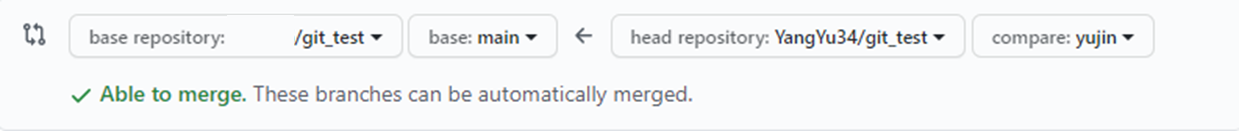 base repository: /git_test base: main head repository: YangYu34/git_test compare: yujin
Able to merge. These branches can be automatically merged.